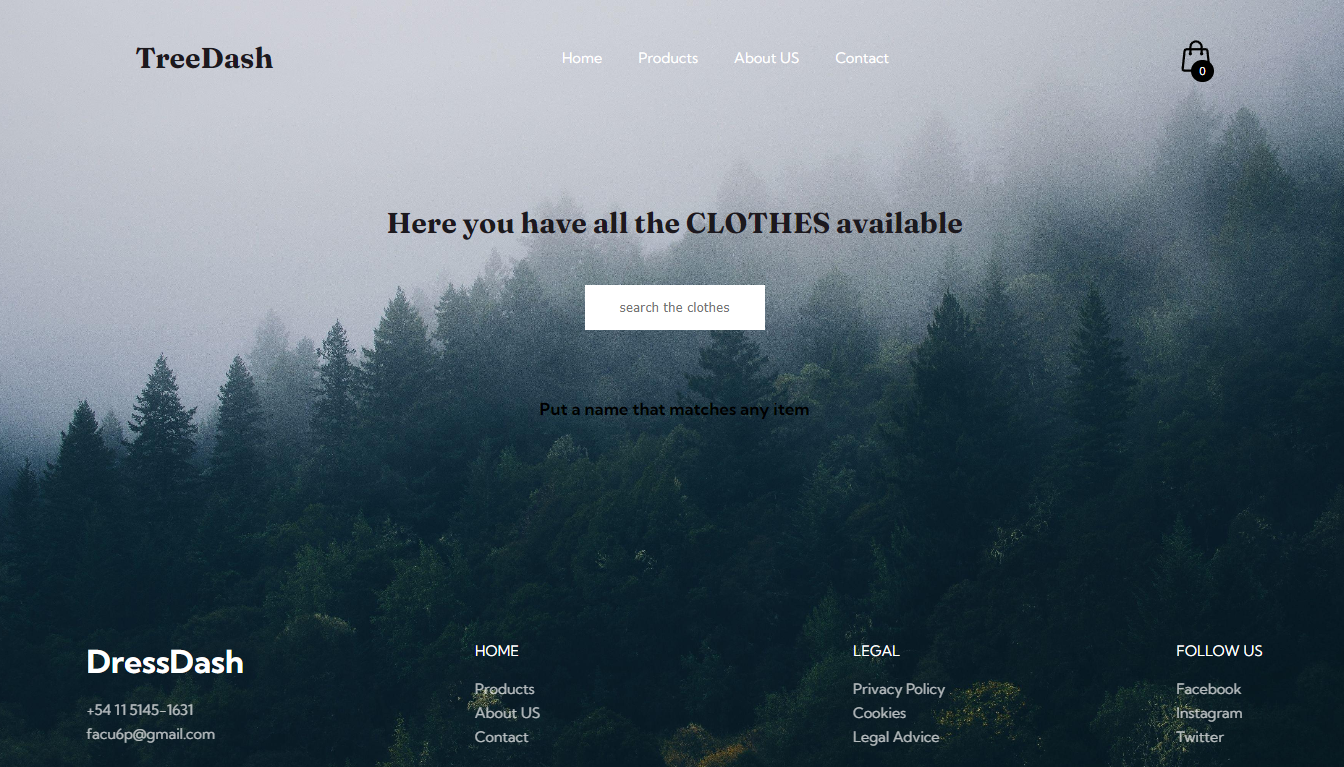 TreeDash
Home Products About US Contact
0
Here you have all the CLOTHES available
search the clothes
Put a name that matches any item
DressDash
+54 11 5145-1631
facu6p@gmail.com
HOME
Products
About US
Contact
LEGAL
Privacy Policy
Cookies
Legal Advice
FOLLOW US
Facebook
Instagram
Twitter